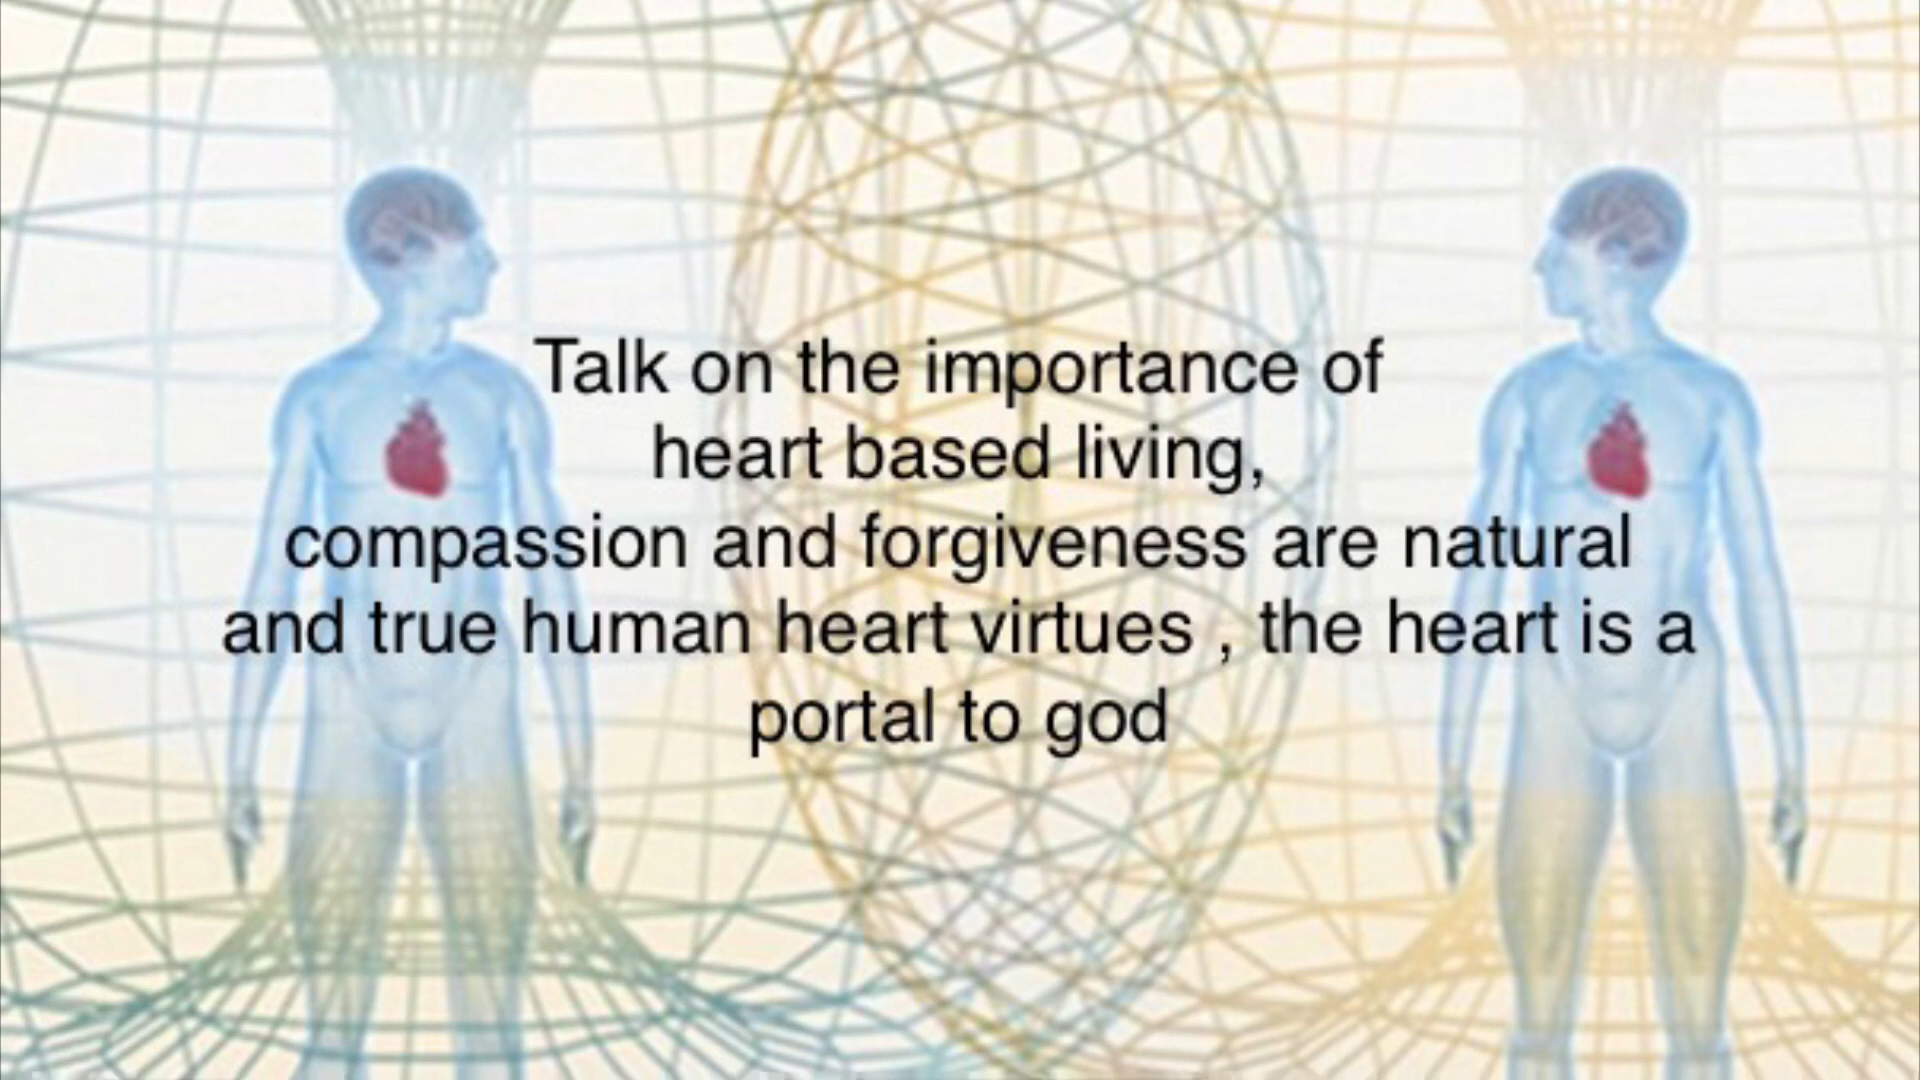 Talk on the importance of
heart based living,
compassion and forgiveness are natural
and true human heart virtues , the heart is a
portal to god